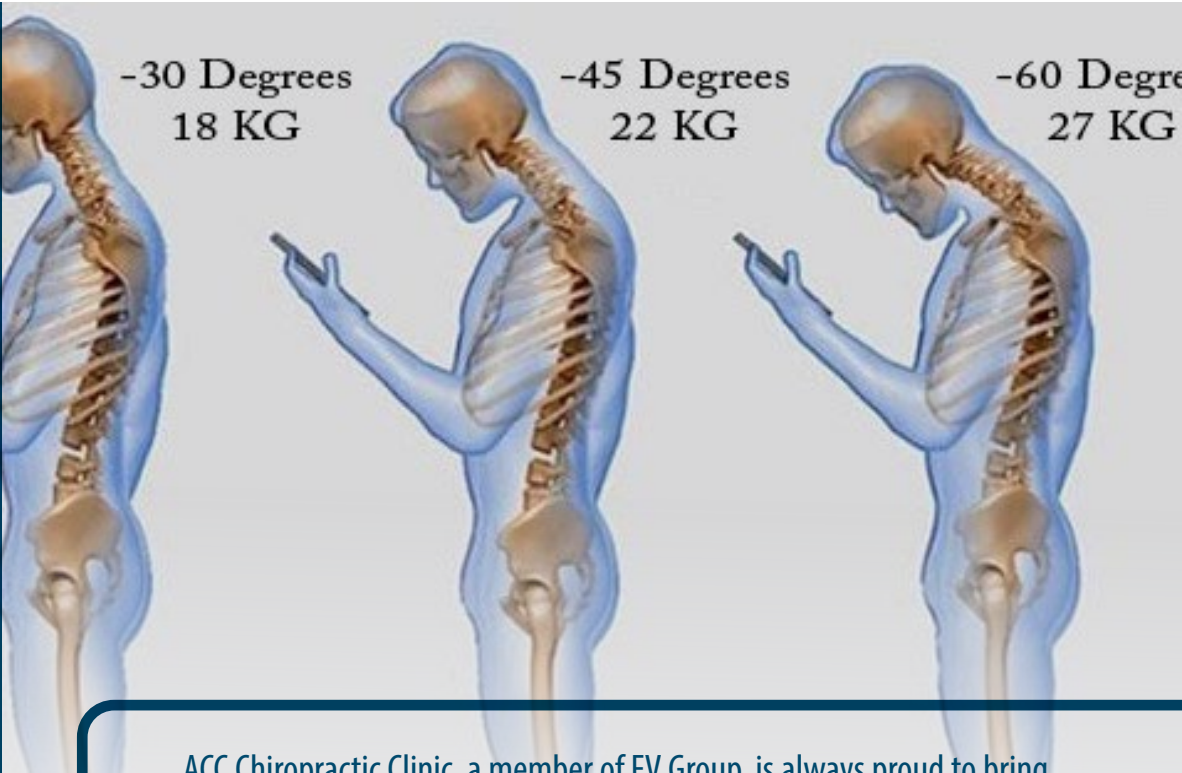 -30 Degrees
18 KG
-45 Degrees
22 KG
-60 Degre
27 KG
ACC Chiropractic Clinic, a member of FV Group, is always proud to bring